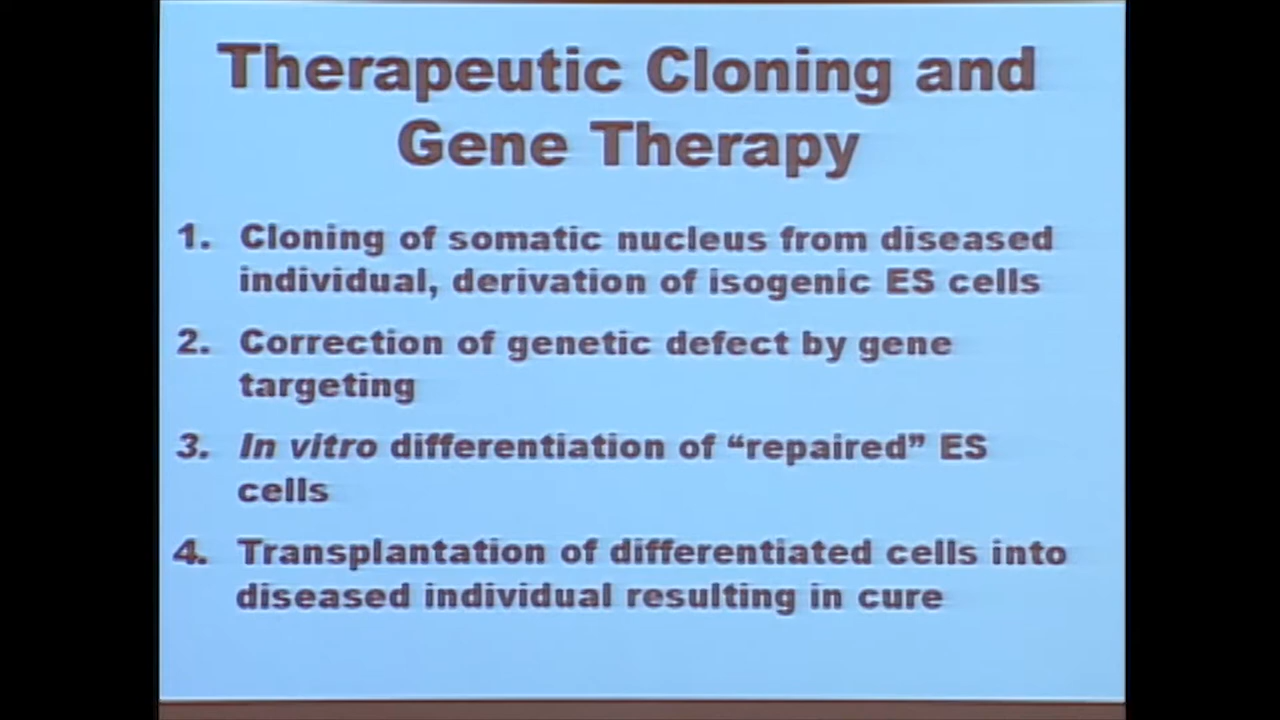 Therapeutic Cloning and
Gene Therapy
1. Cloning of somatic nucleus from diseased
individual, derivation of isogenic ES cells
2. Correction of genetic defect by gene
targeting
3. In vitro differentiation of “repaired” ES
cells
4. Transplantation of differentiated cells into
diseased individual resulting in cure